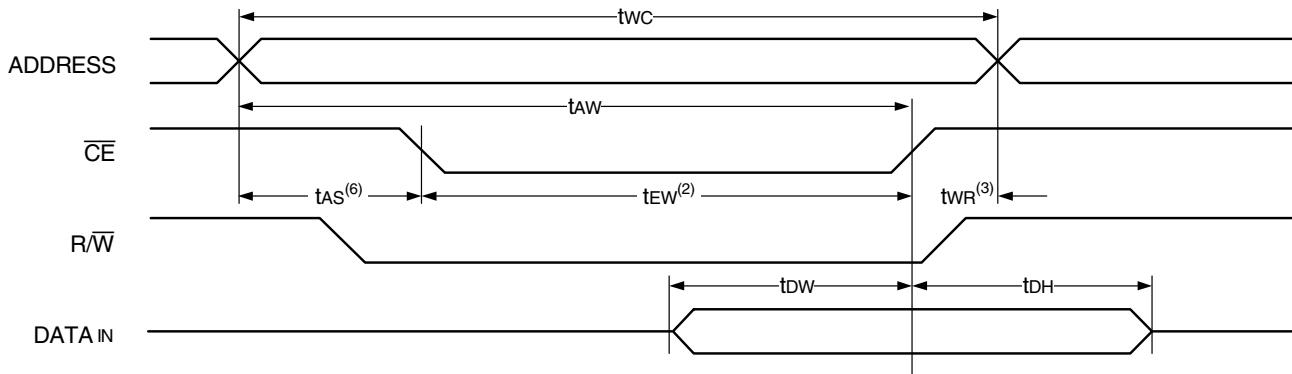 tWC
ADDRESS
tAW
CE
tAS(6)
tEW(2)
tWR(3)
R/W
tDW
tDH
DATA IN